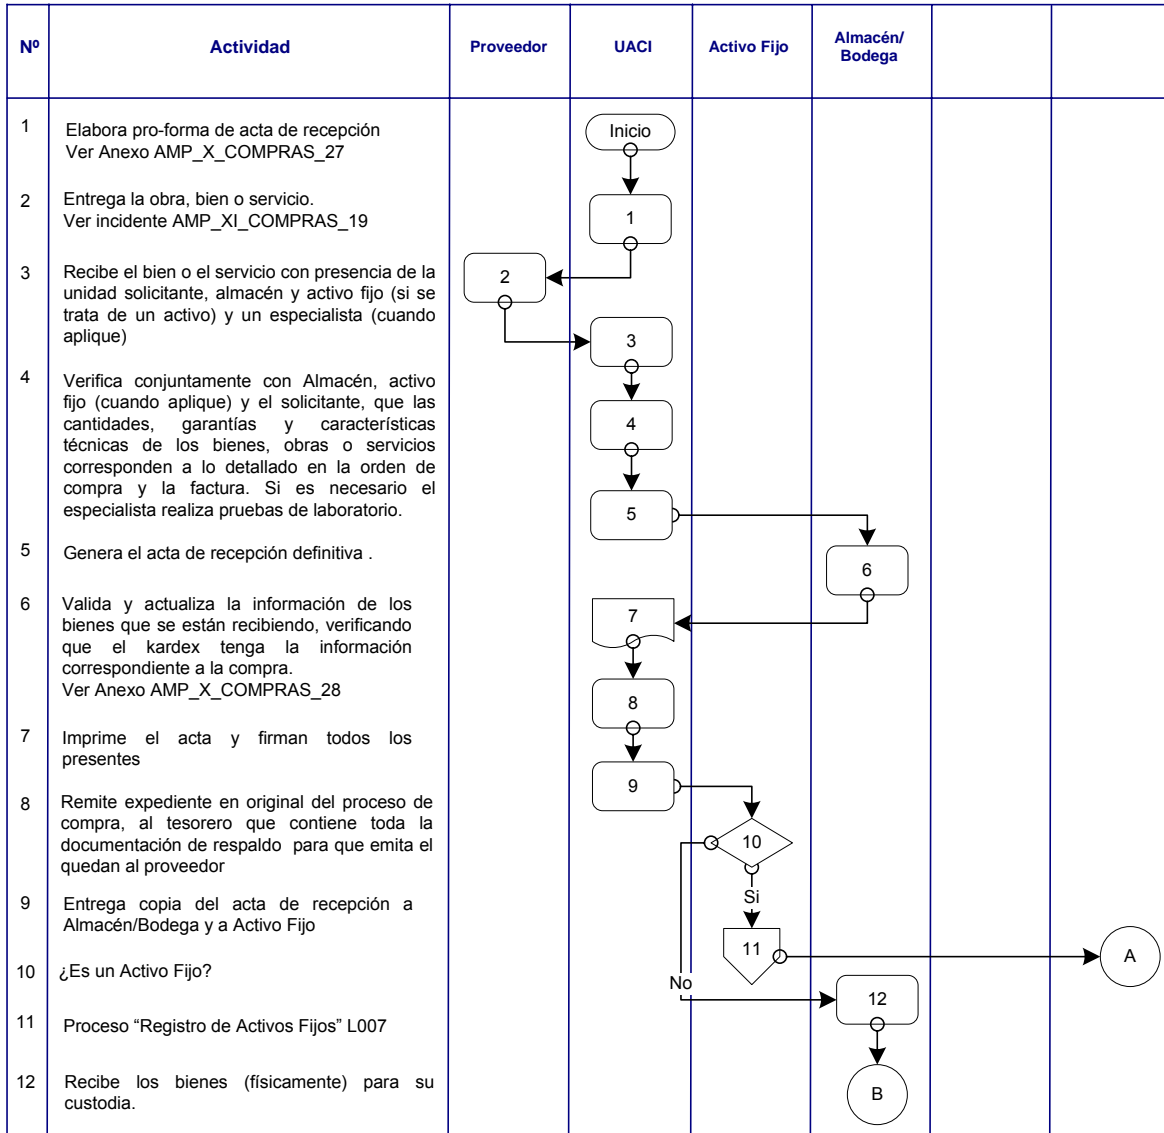 Nº
Actividad
Proveedor
UACI
Activo Fijo
Almacén/
Bodega
1
Elabora pro-forma de acta de recepción
Ver Anexo AMP_X_COMPRAS_27
2
Entrega la obra, bien o servicio.
Ver incidente AMP_XI_COMPRAS_19
3
Recibe el bien o el servicio con presencia de la
unidad solicitante, almacén y activo fijo (si se
trata de un activo) y un especialista (cuando
aplique)
4
Verifica conjuntamente con Almacén, activo
fijo (cuando aplique) y el solicitante, que las
cantidades, garantías y características
técnicas de los bienes, obras o servicios
corresponden a lo detallado en la orden de
compra y la factura. Si es necesario el
especialista realiza pruebas de laboratorio.
5
Genera el acta de recepción definitiva .
6
Valida y actualiza la información de los
bienes que se están recibiendo, verificando
que el kardex tenga la información
correspondiente a la compra.
Ver Anexo AMP_X_COMPRAS_28
7
Imprime el acta y firman todos los
presentes
8
Remite expediente en original del proceso de
compra, al tesorero que contiene toda la
documentación de respaldo para que emita el
quedan al proveedor
9
Entrega copia del acta de recepción a
Almacén/Bodega y a Activo Fijo
10
¿Es un Activo Fijo?
11
Proceso “Registro de Activos Fijos” L007
12
Recibe los bienes (físicamente) para su
custodia.
Inicio
1
2
3
4
5
6
7
8
9
10
Si
11
A
No
12
B